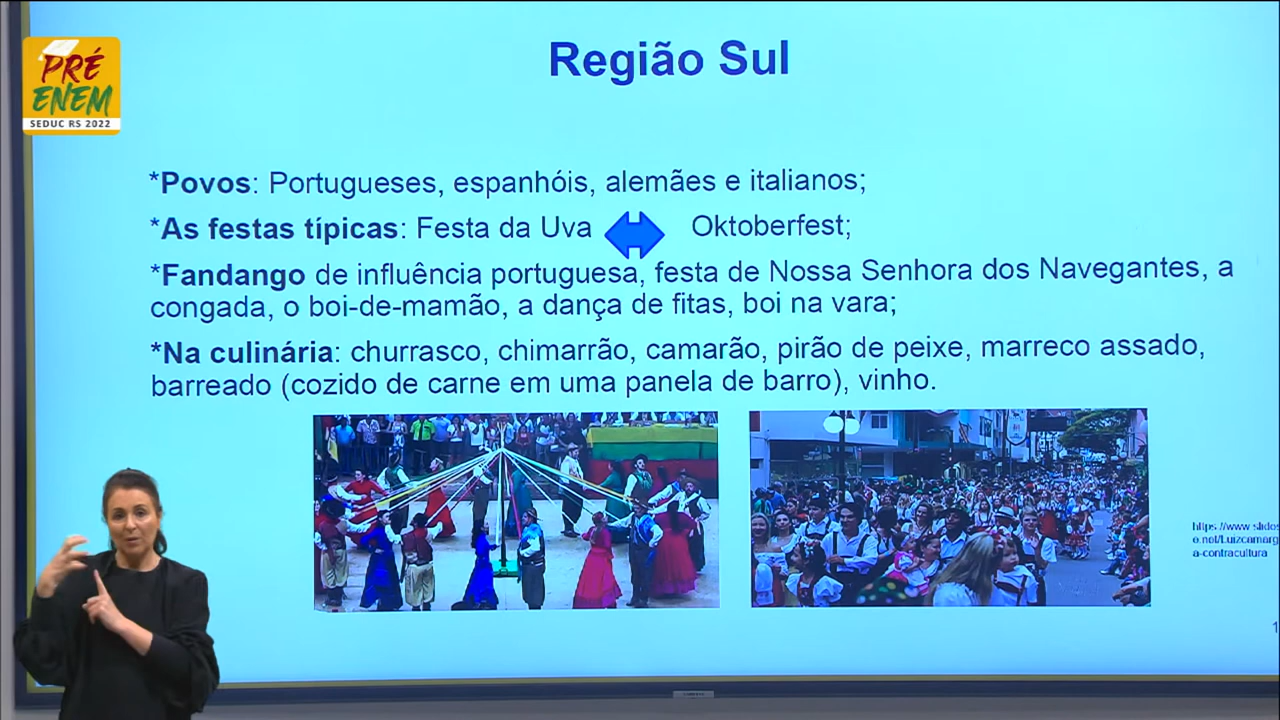 PRÉ
ENEM
SEDUC RS 2022
Região Sul
*Povos: Portugueses, espanhóis, alemães e italianos;
*As festas típicas: Festa da Uva Oktoberfest;
*Fandango de influência portuguesa, festa de Nossa Senhora dos Navegantes, a
congada, o boi-de-mamão, a dança de fitas, boi na vara;
*Na culinária: churrasco, chimarrão, camarão, pirão de peixe, marreco assado,
barreado (cozido de carne em uma panela de barro), vinho.
https://www.slides
e.net/Luizcamarg
a-contracultura
1